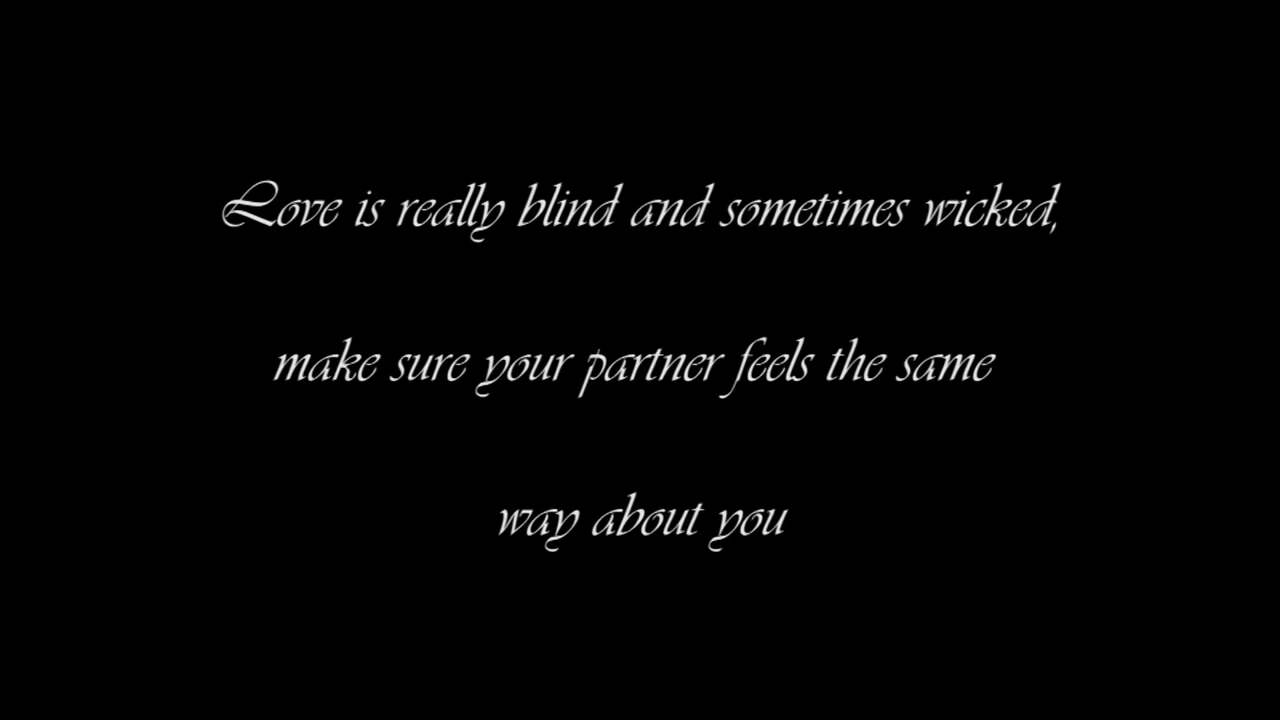 Love is really blind and sometimes wicked,
make sure your partner feels the same
way about you